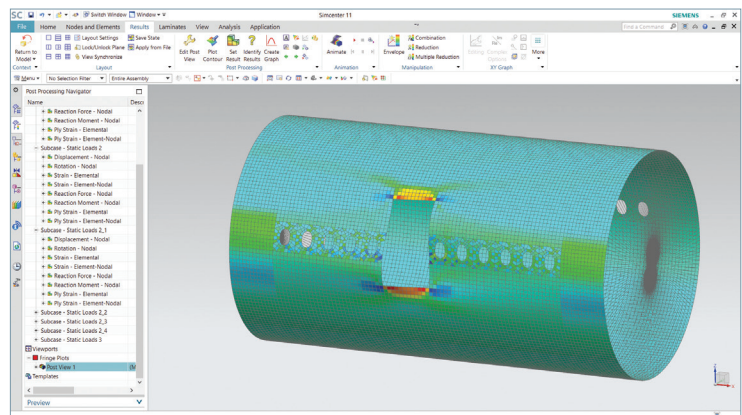 SC Switch Window Window Simcenter 11 SIEMENS
File Home Nodes and Elements Results Laminates View Analysis Application Find a Command
Return to Model
Layout Settings
Lock/Unlock Plane
View Synchronize
Save State
Apply from File
Edit Post View
Plot Contour
Set Result
Identify Results
Create Graph
Animate
Envelope
Combination
Reduction
Multiple Reduction
Editing
Complex Options
More
Context Layout Post Processing Animation Manipulation XY Graph
Menu No Selection Filter Entire Assembly
Post Processing Navigator
Name Descr
+ Reaction Force - Nodal
+ Reaction Moment - Nodal
+ Ply Strain - Elemental
+ Ply Strain - Element-Nodal
− Subcase - Static Loads 2
+ Displacement - Nodal
+ Rotation - Nodal
+ Strain - Elemental
+ Strain - Element-Nodal
+ Reaction Force - Nodal
+ Reaction Moment - Nodal
+ Ply Strain - Elemental
+ Ply Strain - Element-Nodal
− Subcase - Static Loads 2_1
+ Displacement - Nodal
+ Rotation - Nodal
+ Strain - Elemental
+ Strain - Element-Nodal
+ Reaction Force - Nodal
+ Reaction Moment - Nodal
+ Ply Strain - Elemental
+ Ply Strain - Element-Nodal
+ Subcase - Static Loads 2_2
+ Subcase - Static Loads 2_3
+ Subcase - Static Loads 2_4
+ Subcase - Static Loads 3
Viewports
− Fringe Plots
+ Post View 1
Templates
Preview